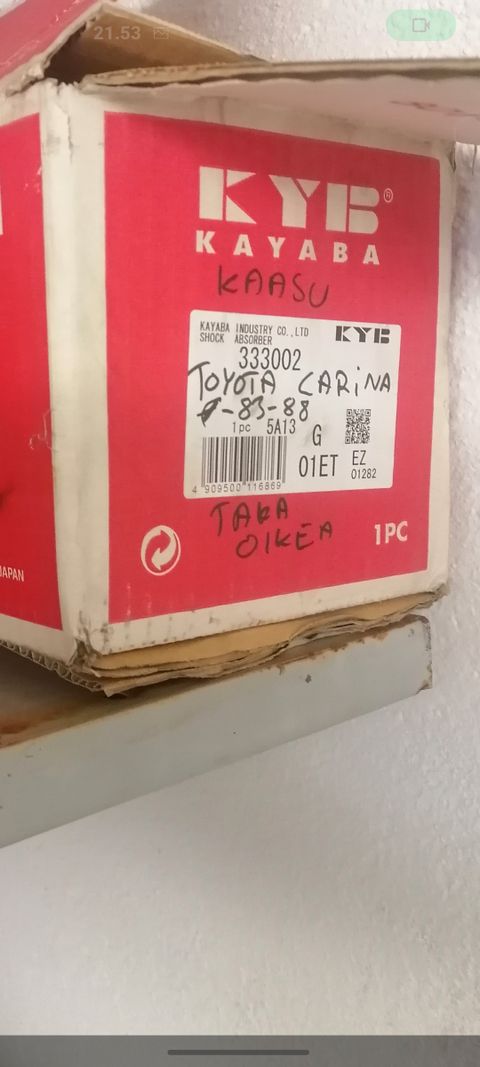 21.53
KYB®
KAYABA
KAASU
KAYABA INDUSTRY CO.,LTD KYB
SHOCK ABSORBER
333002
TOYOTA CARINA
-83-88
1pc 5A13 G
01ET EZ
01282
4 909500 116869
TAKA
OIKEA
1PC
JAPAN